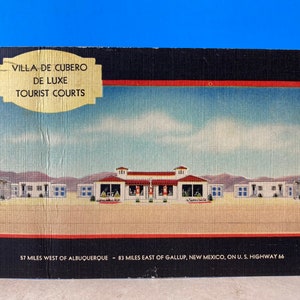 VILLA DE CUBERO
DE LUXE
TOURIST COURTS
57 MILES WEST OF ALBUQUERQUE – 83 MILES EAST OF GALLUP, NEW MEXICO, ON U. S. HIGHWAY 66